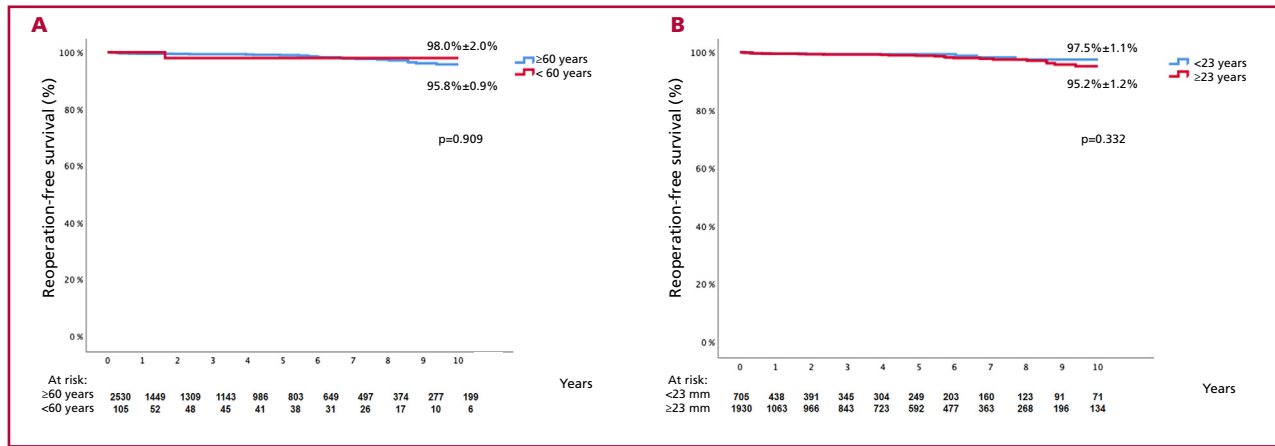 A
98.0%±2.0%
≥60 years
< 60 years
95.8%±0.9%
p=0.909
Reoperation-free survival (%)
100 %
80 %
60 %
40 %
20 %
0 %
0 1 2 3 4 5 6 7 8 9 10
Years
At risk:
≥60 years 2530 1449 1309 1143 986 803 649 497 374 277 199
<60 years 105 52 48 45 41 38 31 26 17 10 6
B
97.5%±1.1%
<23 years
≥23 years
95.2%±1.2%
p=0.332
Reoperation-free survival (%)
100 %
80 %
60 %
40 %
20 %
0 %
0 1 2 3 4 5 6 7 8 9 10
Years
At risk:
<23 mm 705 438 391 345 304 249 203 160 123 91 71
≥23 mm 1930 1063 966 843 723 592 477 363 268 196 134